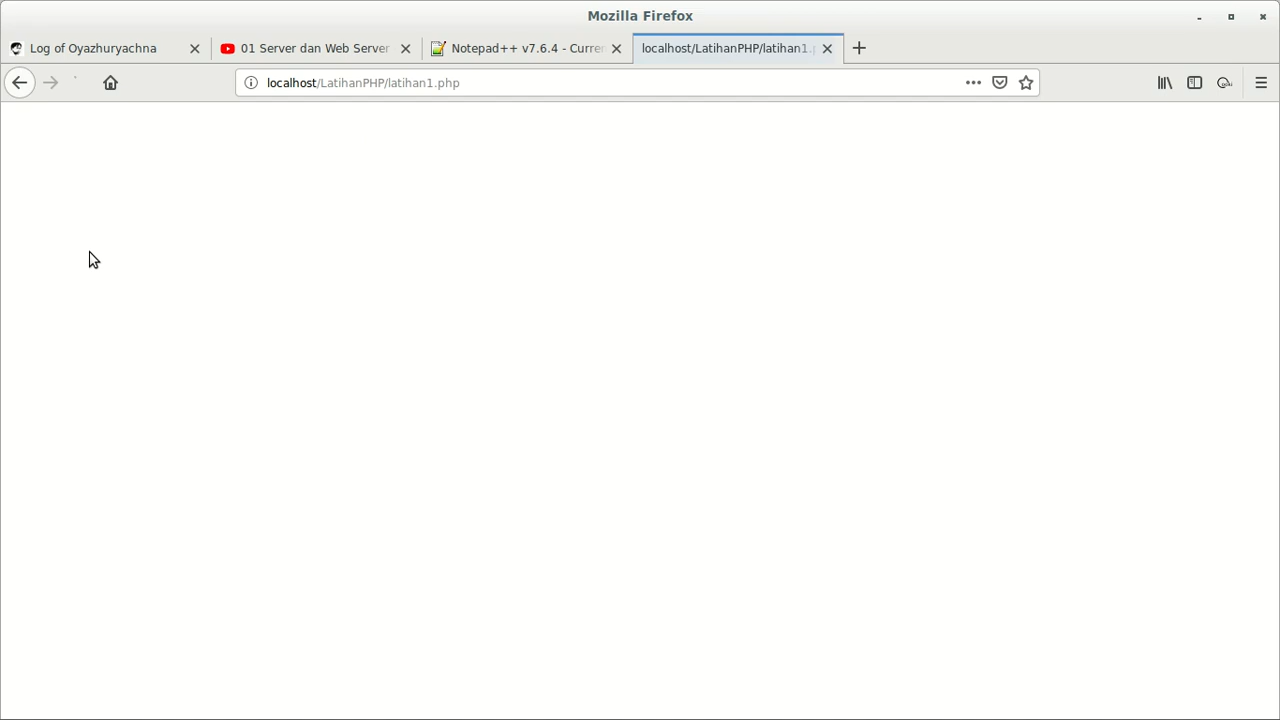 Mozilla Firefox
Log of Oyazhuryachna
01 Server dan Web Server
Notepad++ v7.6.4 - Curre
localhost/LatihanPHP/latihan1.p
localhost/LatihanPHP/latihan1.php